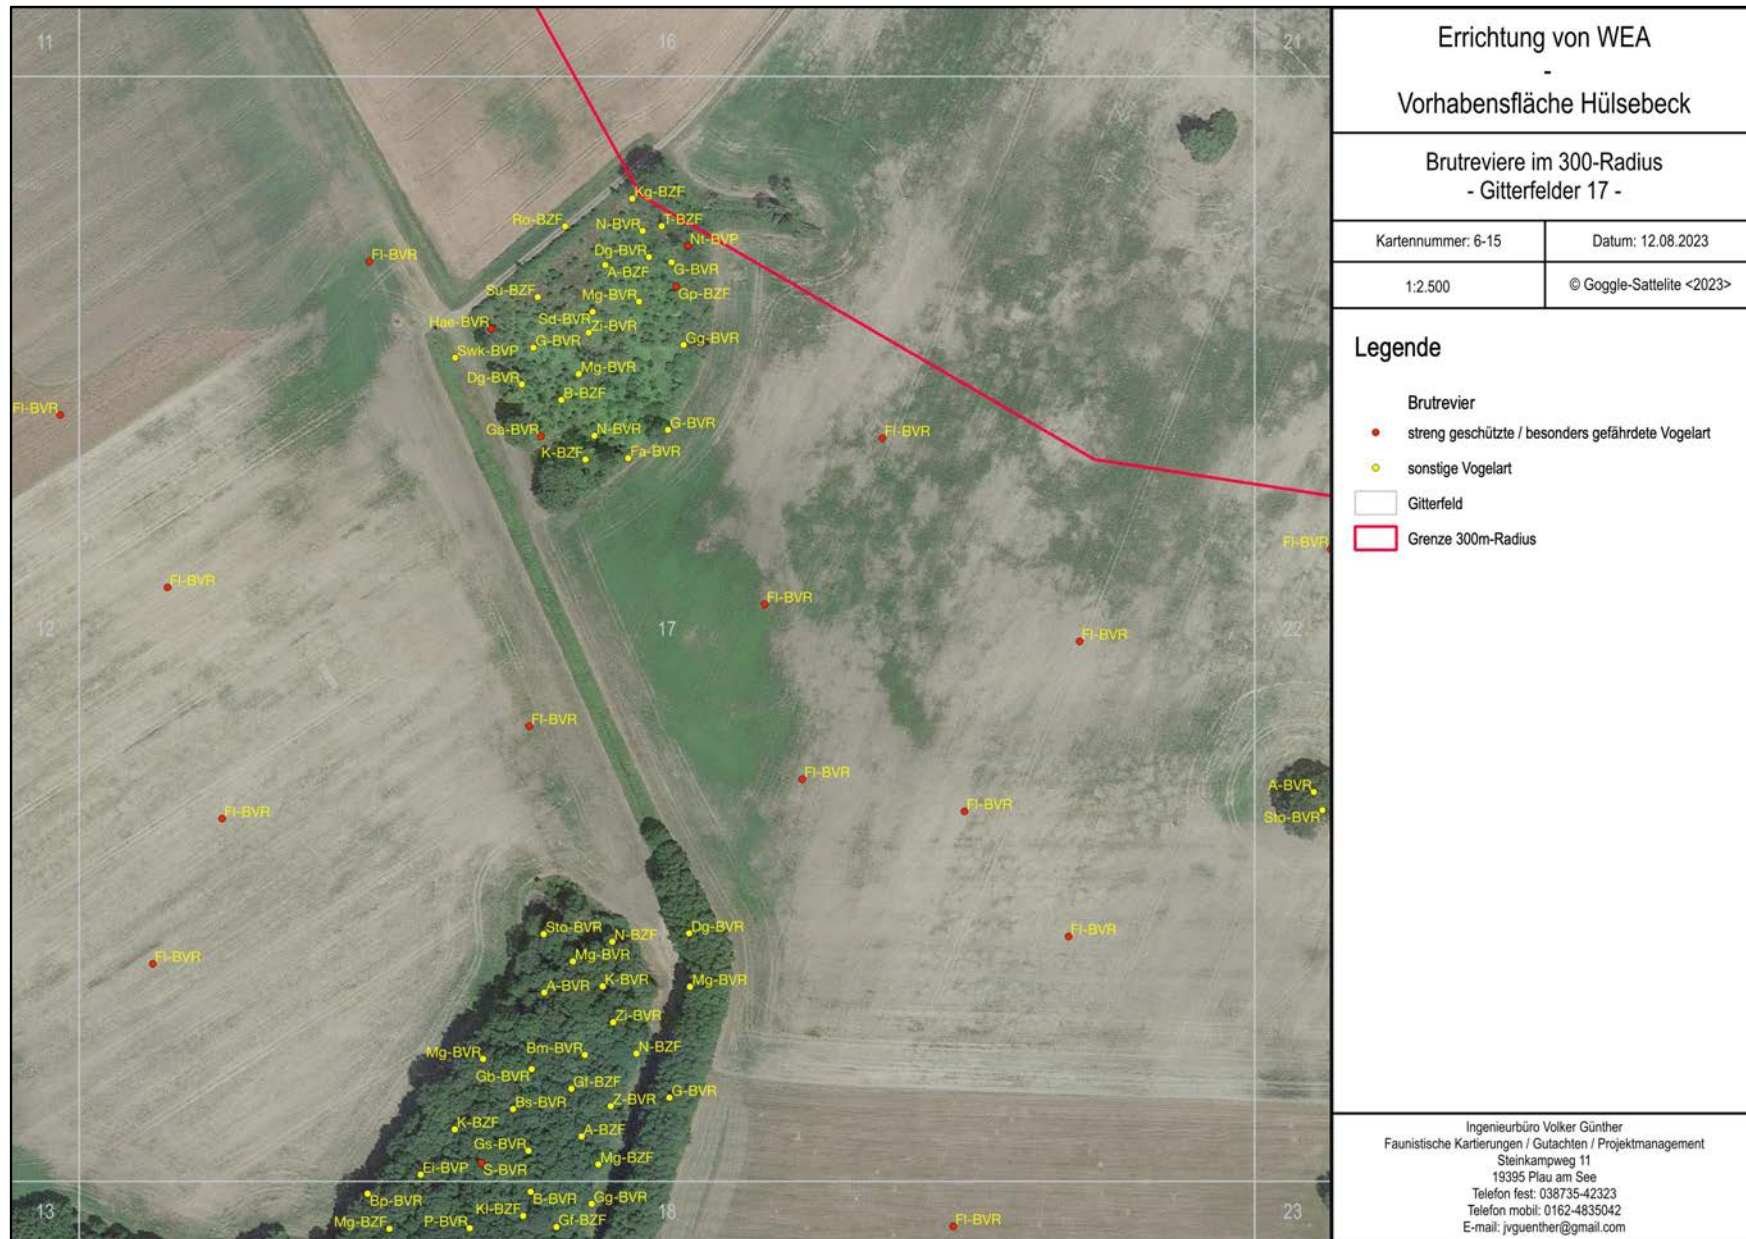 11
16
21
Kg-BZF
Ro-BZF
N-BVR
T-BZF
Nt-BVP
Dg-BVR
Fl-BVR
A-BZF
G-BVR
Su-BZF
Mg-BVR
Gp-BZF
Sd-BVR
Hae-BVR
Zi-BVR
G-BVR
Gg-BVR
Swk-BVP
Mg-BVR
Dg-BVR
B-BZF
Fl-BVR
Ga-BVR
N-BVR
G-BVR
Fl-BVR
K-BZF
Fa-BVR
Fl-BVR
Fl-BVR
Fl-BVR
12
17
22
Fl-BVR
Fl-BVR
Fl-BVR
A-BVR
Fl-BVR
Fl-BVR
Sto-BVR
Sto-BVR
N-BZF
Dg-BVR
Fl-BVR
Mg-BVR
Fl-BVR
A-BVR
K-BVR
Mg-BVR
Zi-BVR
Mg-BVR
Bm-BVR
N-BZF
Gb-BVR
Gf-BZF
G-BVR
Bs-BVR
Z-BVR
K-BZF
A-BZF
Gs-BVR
Mg-BZF
Ei-BVP
S-BVR
Bp-BVR
B-BVR
Gg-BVR
13
Mg-BZF
P-BVR
Kl-BZF
Gf-BZF
18
Fl-BVR
23
Errichtung von WEA
-
Vorhabensfläche Hülsebeck
Brutreviere im 300-Radius
- Gitterfelder 17 -
Kartennummer: 6-15
Datum: 12.08.2023
1:2.500
© Goggle-Sattelite <2023>
Legende
Brutrevier
streng geschützte / besonders gefährdete Vogelart
sonstige Vogelart
Gitterfeld
Grenze 300m-Radius
Ingenieurbüro Volker Günther
Faunistische Kartierungen / Gutachten / Projektmanagement
Steinkampweg 11
19395 Plau am See
Telefon fest: 038735-42323
Telefon mobil: 0162-4835042
E-mail: jvguenther@gmail.com